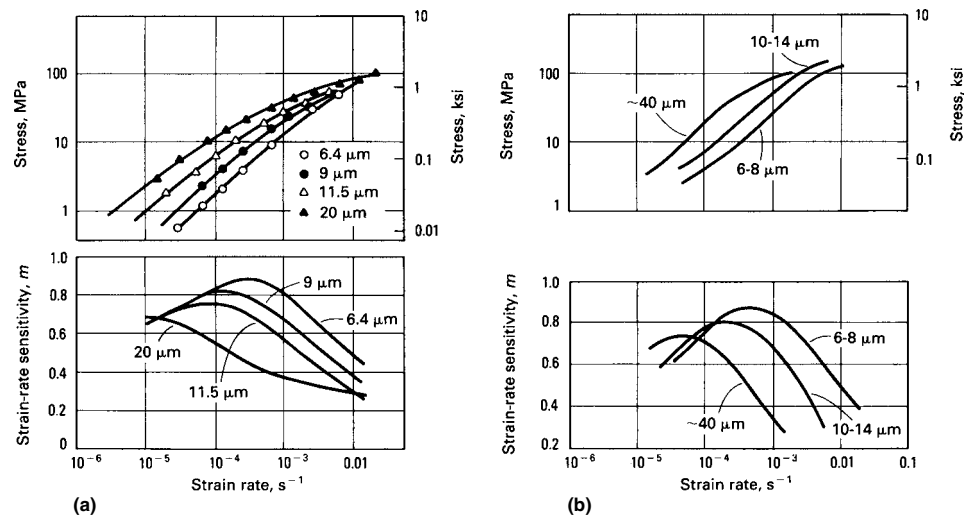 10
10
100
1
Stress, MPa
Stress, ksi
10
0.1
6.4 µm
9 µm
11.5 µm
20 µm
1
0.01
1.0
0.8
0.6
0.4
0.2
0
Strain-rate sensitivity, m
9 µm
6.4 µm
20 µm
11.5 µm
10⁻⁶
10⁻⁵
10⁻⁴
10⁻³
0.01
Strain rate, s⁻¹
(a)
10
10-14 µm
100
1
Stress, MPa
Stress, ksi
~40 µm
10
0.1
6-8 µm
1
1.0
0.8
0.6
0.4
0.2
Strain-rate sensitivity, m
6-8 µm
~40 µm
10-14 µm
10⁻⁶
10⁻⁵
10⁻⁴
10⁻³
0.01
0.1
Strain rate, s⁻¹
(b)